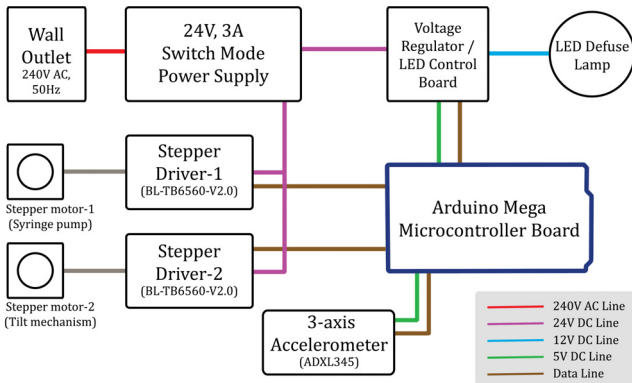 Wall
Outlet
240V AC,
50Hz
24V, 3A
Switch Mode
Power Supply
Voltage
Regulator /
LED Control
Board
LED Defuse
Lamp
Stepper
Driver-1
(BL-TB6560-V2.0)
Stepper motor-1
(Syringe pump)
Arduino Mega
Microcontroller Board
Stepper
Driver-2
(BL-TB6560-V2.0)
Stepper motor-2
(Tilt mechanism)
3-axis
Accelerometer
(ADXL345)
240V AC Line
24V DC Line
12V DC Line
5V DC Line
Data Line